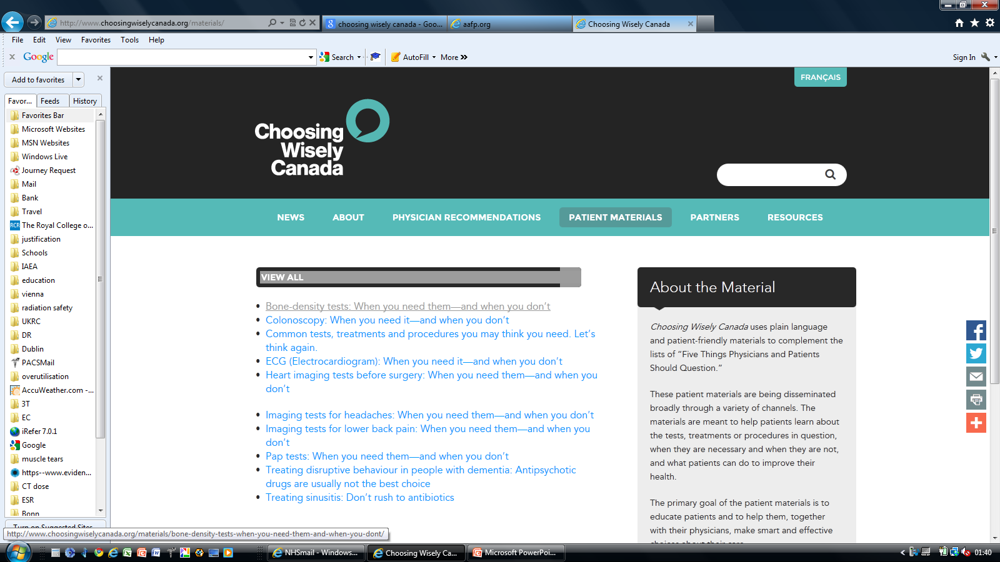 http://www.choosingwiselycanada.org/materials/
choosing wisely canada - Goo...
aafp.org
Choosing Wisely Canada
File Edit View Favorites Tools Help
Google
Search
AutoFill
More
Sign In
Add to favorites
Favor... Feeds History
Favorites Bar
Microsoft Websites
MSN Websites
Windows Live
Journey Request
Mail
Bank
Travel
RCR The Royal College o...
justification
Schools
IAEA
education
vienna
radiation safety
UKRC
DR
Dublin
PACSMail
overutilisation
AccuWeather.com -...
3T
EC
iRefer 7.0.1
Google
muscle tears
https--www.eviden...
CT dose
ESR
Bonn
Turn on Suggested Sites
http://www.choosingwiselycanada.org/materials/bone-density-tests-when-you-need-them-and-when-you-dont/
FRANÇAIS
Choosing
Wisely
Canada
NEWS ABOUT PHYSICIAN RECOMMENDATIONS PATIENT MATERIALS PARTNERS RESOURCES
VIEW ALL
• Bone-density tests: When you need them—and when you don’t
• Colonoscopy: When you need it—and when you don’t
• Common tests, treatments and procedures you may think you need. Let’s
think again.
• ECG (Electrocardiogram): When you need it—and when you don’t
• Heart imaging tests before surgery: When you need them—and when you
don’t
• Imaging tests for headaches: When you need them—and when you don’t
• Imaging tests for lower back pain: When you need them—and when you
don’t
• Pap tests: When you need them—and when you don’t
• Treating disruptive behaviour in people with dementia: Antipsychotic
drugs are usually not the best choice
• Treating sinusitis: Don’t rush to antibiotics
About the Material
Choosing Wisely Canada uses plain language
and patient-friendly materials to complement the
lists of “Five Things Physicians and Patients
Should Question.”
These patient materials are being disseminated
broadly through a variety of channels. The
materials are meant to help patients learn about
the tests, treatments or procedures in question,
when they are necessary and when they are not,
and what patients can do to improve their
health.
The primary goal of the patient materials is to
educate patients and to help them, together
with their physicians, make smart and effective
choices about their care.
NHSmail - Windows...
Choosing Wisely Ca...
Microsoft PowerPoi...
01:40